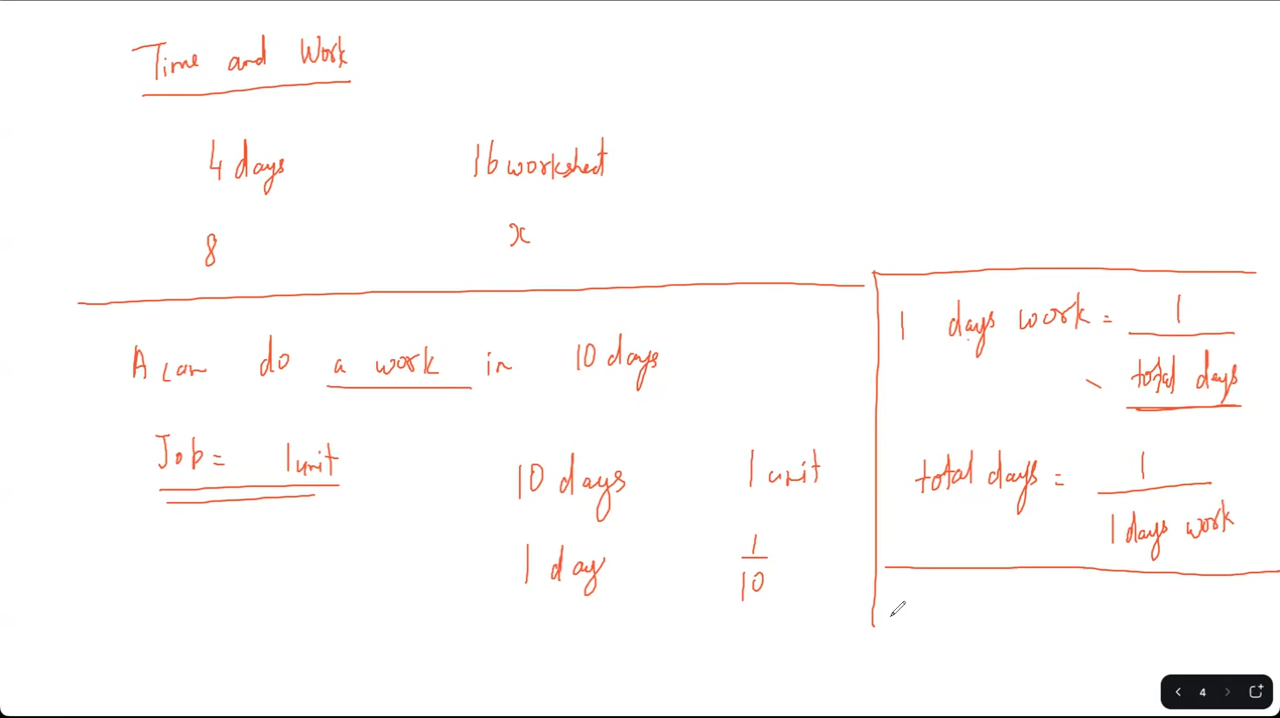 Time and Work
4 days 16 worksheet
8 x
A can do a work in 10 days
Job = 1 unit
10 days 1 unit
1 day 1/10
1 days work = 1/total days
total days = 1/1 days work
4